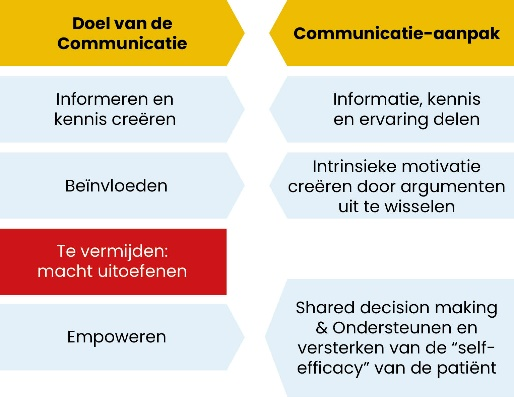 Doel van de
Communicatie
Communicatie-aanpak
Informeren en
kennis creëren
Informatie, kennis
en ervaring delen
Beïnvloeden
Intrinsieke motivatie
creëren door argumenten
uit te wisselen
Te vermijden:
macht uitoefenen
Empoweren
Shared decision making
& Ondersteunen en
versterken van de “self-
efficacy” van de patiënt